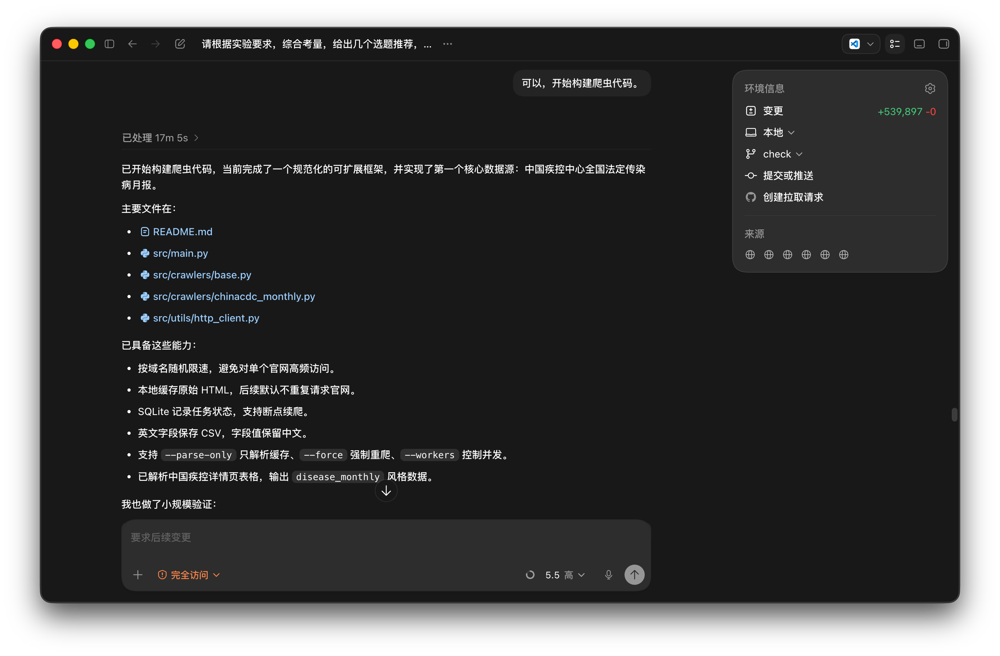 请根据实验要求，综合考量，给出几个选题推荐，...
可以，开始构建爬虫代码。
已处理 17m 5s
已开始构建爬虫代码，当前完成了一个规范化的可扩展框架，并实现了第一个核心数据源：中国疾控中心全国法定传染
病月报。
主要文件在：
README.md
src/main.py
src/crawlers/base.py
src/crawlers/chinacdc_monthly.py
src/utils/http_client.py
已具备这些能力：
按域名随机限速，避免对单个官网高频访问。
本地缓存原始 HTML，后续默认不重复请求官网。
SQLite 记录任务状态，支持断点续爬。
英文字段保存 CSV，字段值保留中文。
支持 --parse-only 只解析缓存、--force 强制重爬、--workers 控制并发。
已解析中国疾控详情页表格，输出 disease_monthly 风格数据。
我也做了小规模验证：
要求后续变更
完全访问
5.5 高
环境信息
变更 +539,897 -0
本地
check
提交或推送
创建拉取请求
来源